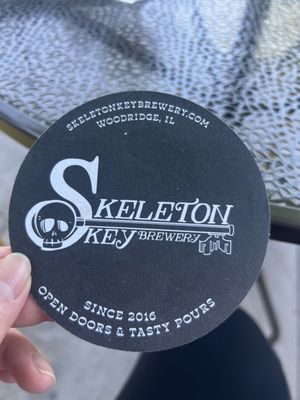 SKELETONKEYBREWERY.COM
WOODRIDGE, IL
SKELETON
KEY BREWERY
SINCE 2016
OPEN DOORS & TASTY POURS